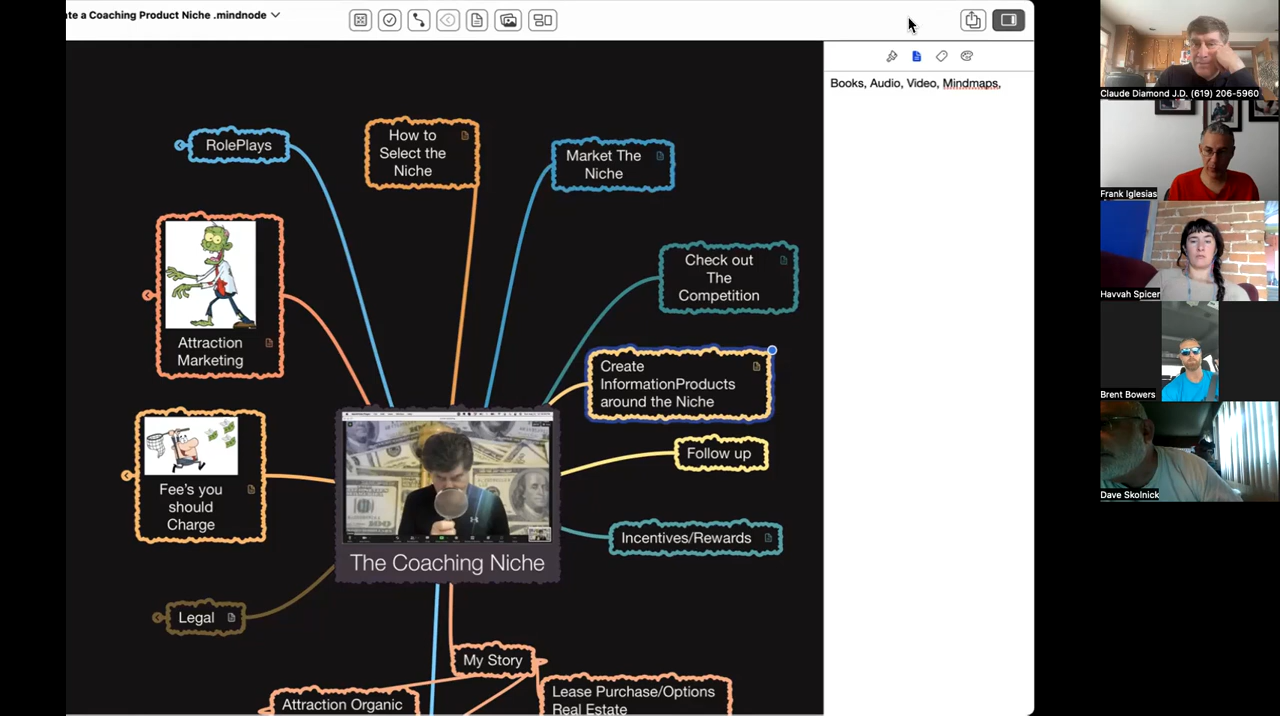 ate a Coaching Product Niche .mindnode
Books, Audio, Video, Mindmaps,
RolePlays
How to
Select the
Niche
Market The
Niche
Check out
The
Competition
Attraction
Marketing
Create
InformationProducts
around the Niche
Follow up
Fee's you
should
Charge
Incentives/Rewards
The Coaching Niche
Legal
My Story
Attraction Organic
Lease Purchase/Options
Real Estate
Claude Diamond J.D. (619) 206-5960
Frank Iglesias
Havvah Spicer
Brent Bowers
Dave Skolnick